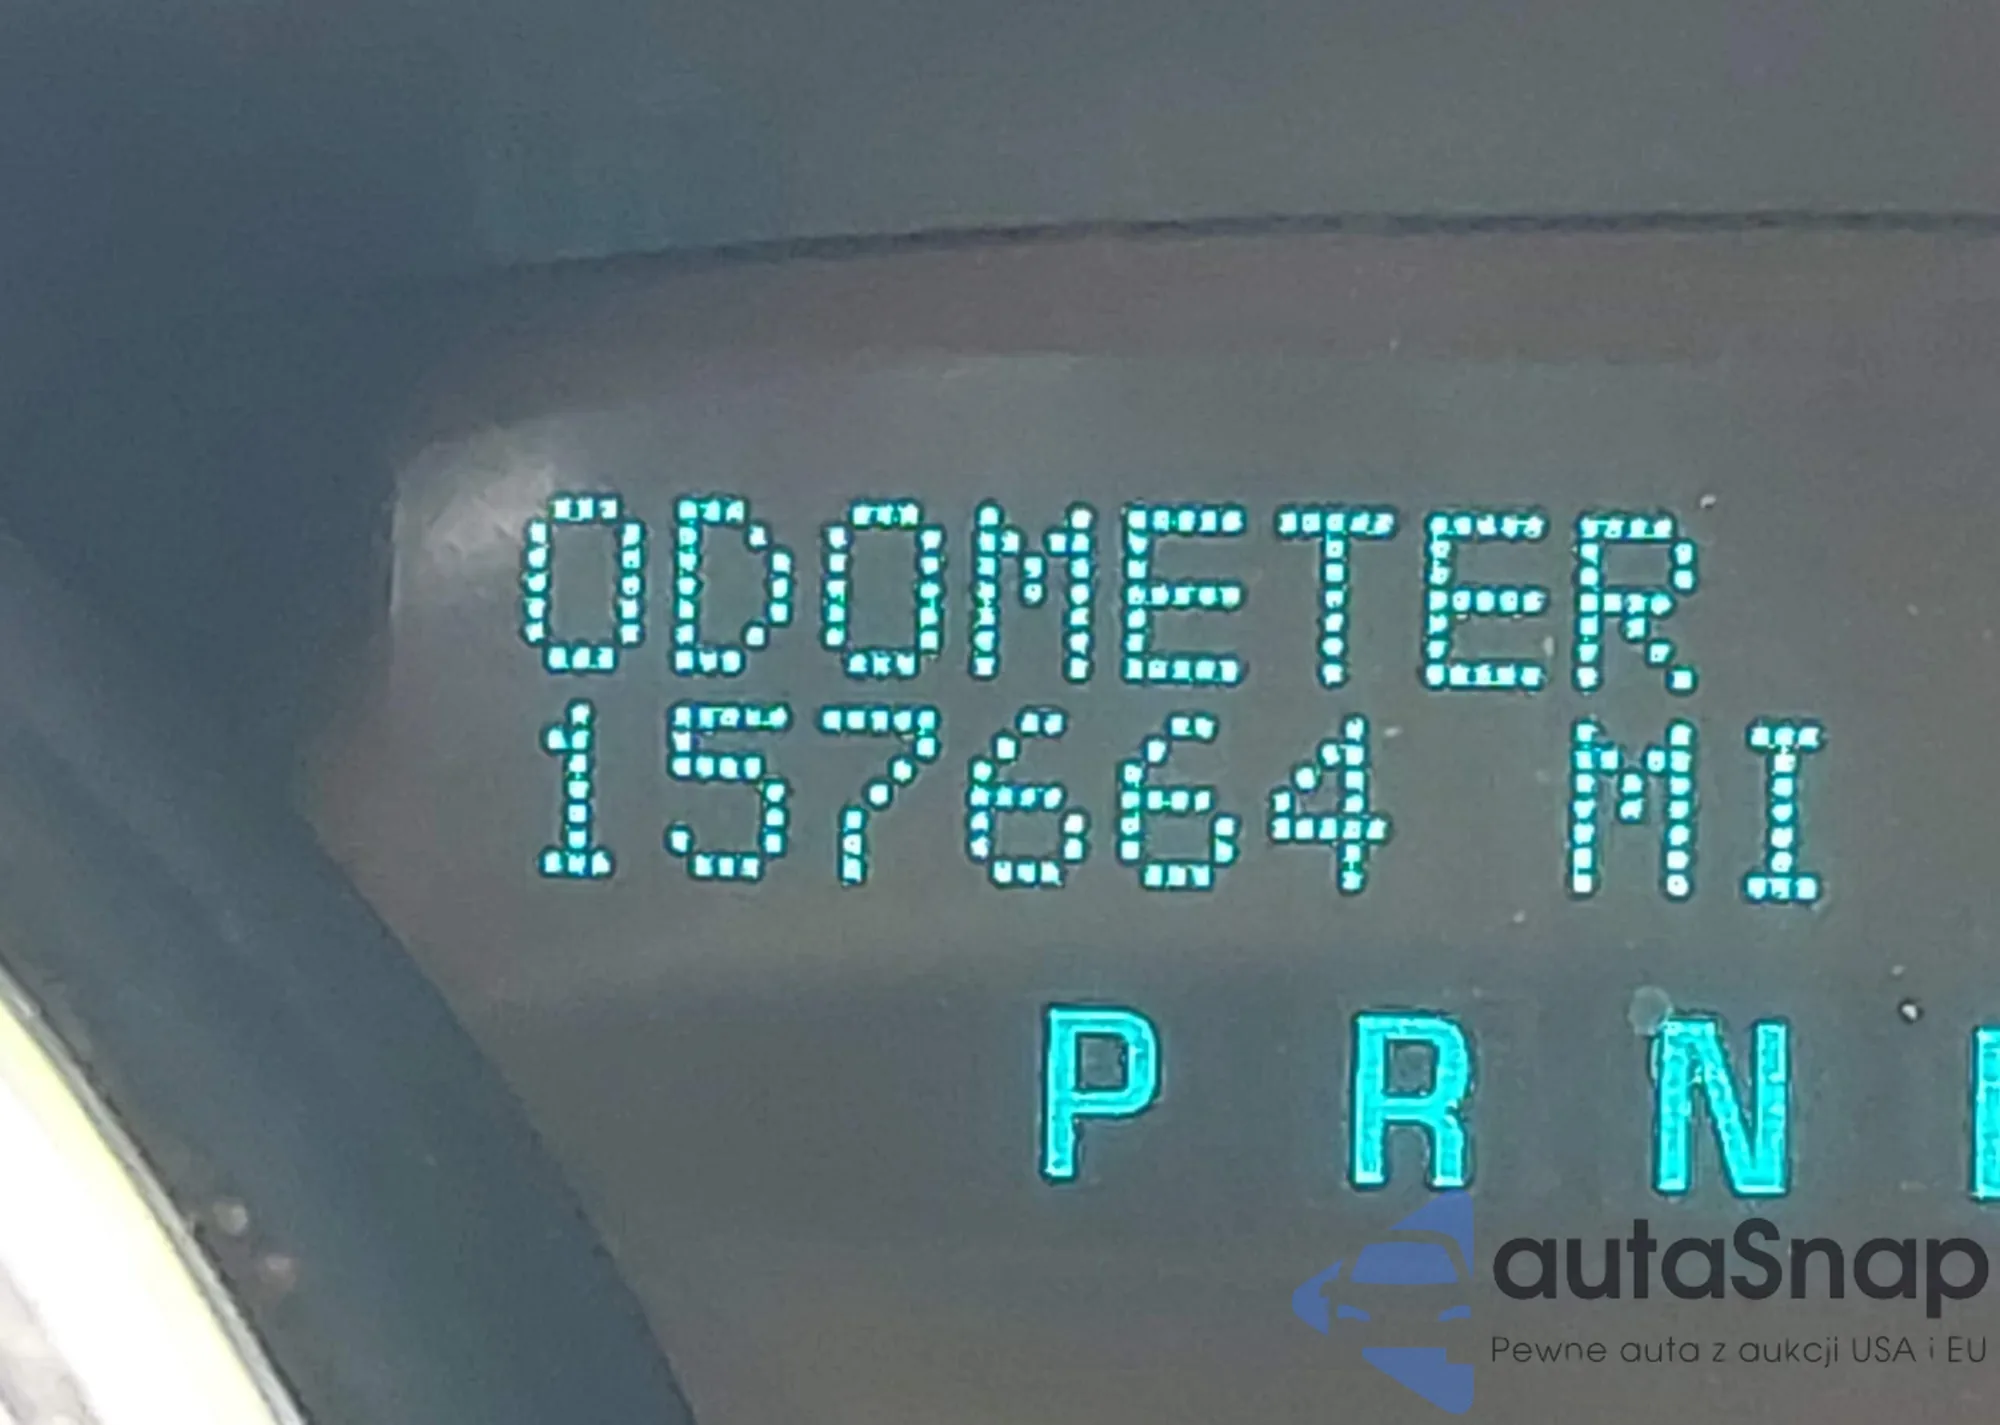 ODOMETER
157664 MI
P R N
autaSnap
Pewne auta z aukcji USA i EU